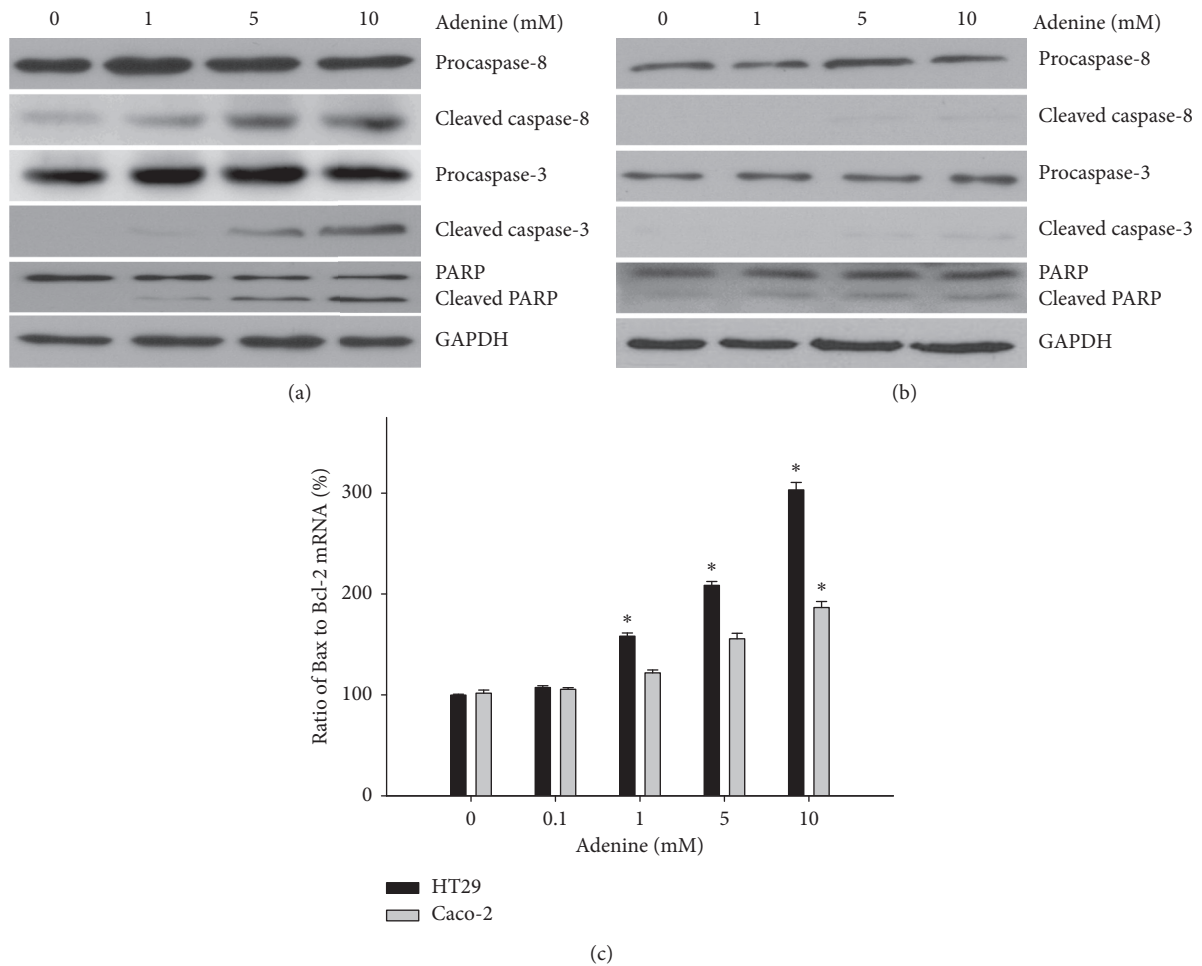 0 1 5 10 Adenine (mM)
Procaspase-8
Cleaved caspase-8
Procaspase-3
Cleaved caspase-3
PARP
Cleaved PARP
GAPDH
(a)
0 1 5 10 Adenine (mM)
Procaspase-8
Cleaved caspase-8
Procaspase-3
Cleaved caspase-3
PARP
Cleaved PARP
GAPDH
(b)
Ratio of Bax to Bcl-2 mRNA (%)
300
200
100
0
*
*
*
*
0 0.1 1 5 10
Adenine (mM)
HT29
Caco-2
(c)